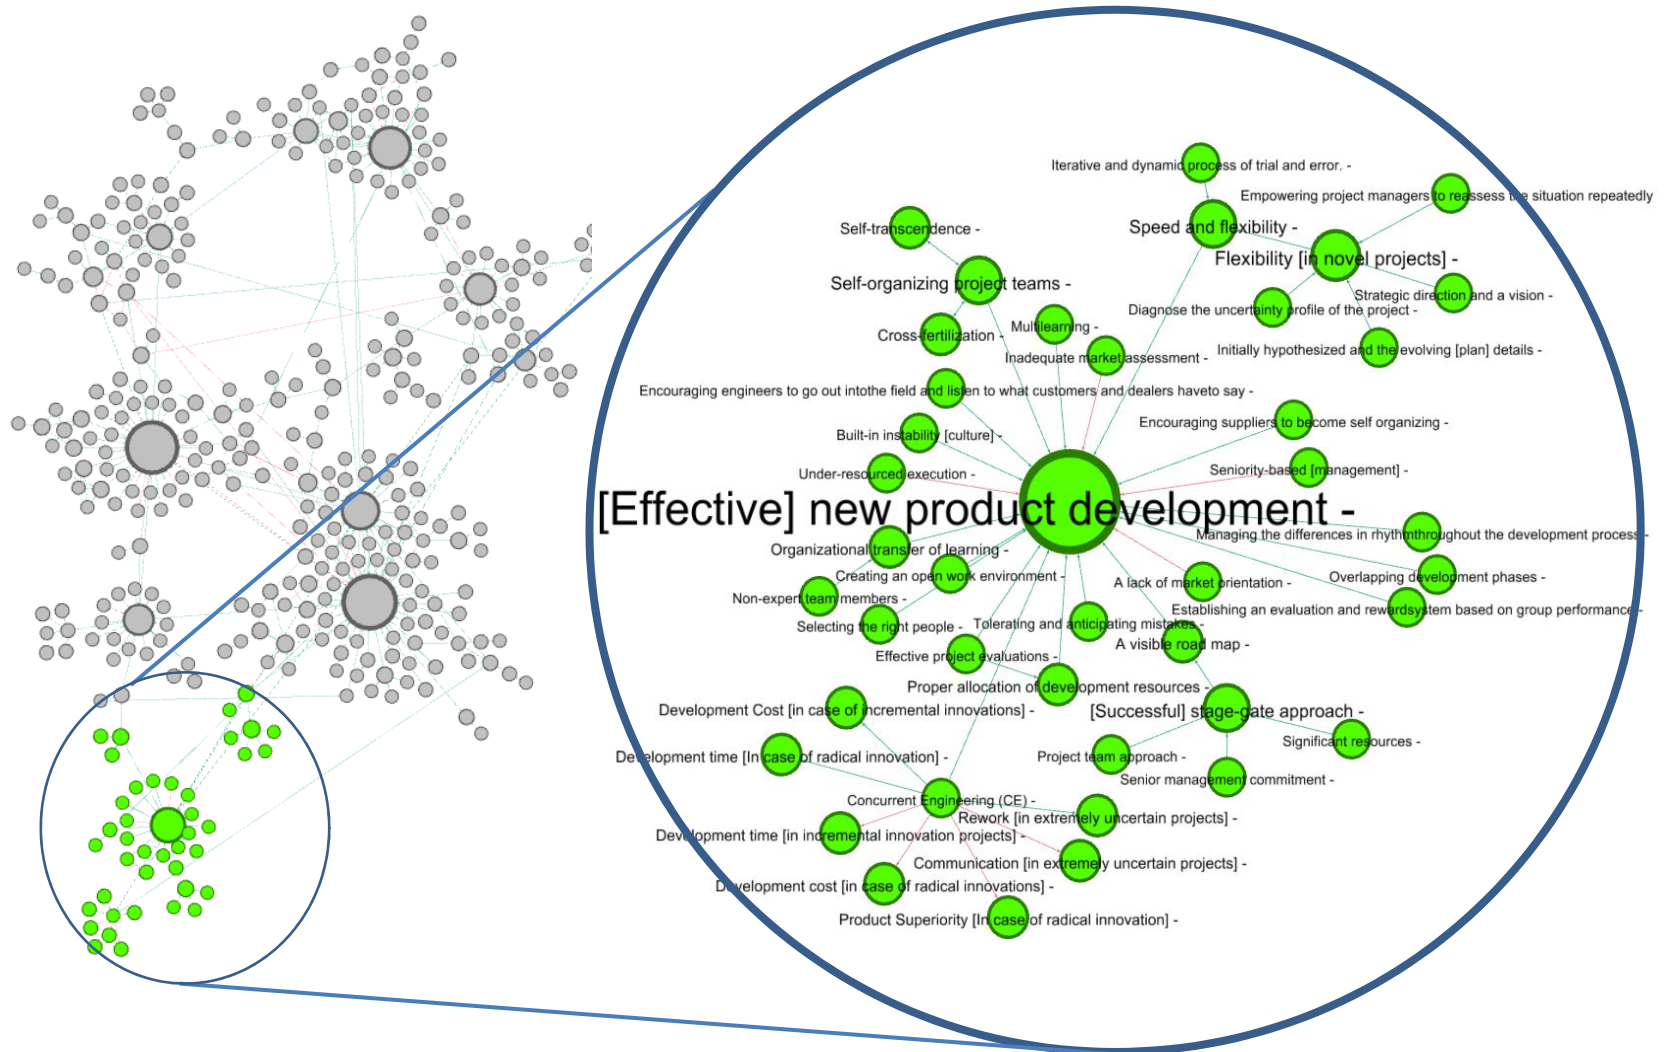 Iterative and dynamic process of trial and error. -
Empowering project managers to reassess the situation repeatedly
Self-transcendence -
Speed and flexibility -
Flexibility [in novel projects] -
Self-organizing project teams -
Strategic direction and a vision -
Diagnose the uncertainty profile of the project -
Multilearning -
Cross-fertilization -
Initially hypothesized and the evolving [plan] details -
Inadequate market assessment -
Encouraging engineers to go out intothe field and listen to what customers and dealers haveto say -
Encouraging suppliers to become self organizing -
Built-in instability [culture] -
Seniority-based [management] -
Under-resourced execution -
[Effective] new product development -
Managing the differences in rhythmthroughout the development process -
Organizational transfer of learning -
Creating an open work environment -
Overlapping development phases -
A lack of market orientation -
Non-expert team members -
Establishing an evaluation and rewardsystem based on group performance -
Selecting the right people -
Tolerating and anticipating mistakes -
A visible road map -
Effective project evaluations -
Proper allocation of development resources -
Development Cost [in case of incremental innovations] -
[Successful] stage-gate approach -
Significant resources -
Development time [In case of radical innovation] -
Project team approach -
Senior management commitment -
Concurrent Engineering (CE) -
Rework [in extremely uncertain projects] -
Development time [in incremental innovation projects] -
Communication [in extremely uncertain projects] -
Development cost [in case of radical innovations] -
Product Superiority [In case of radical innovation] -